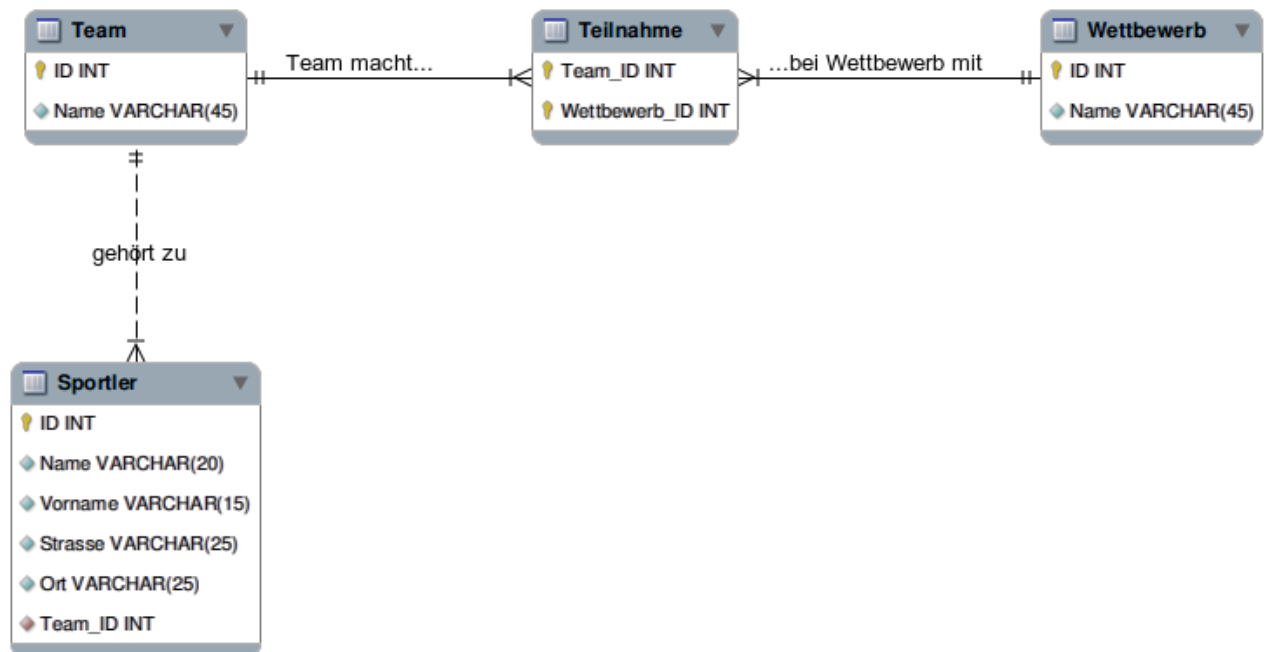 Team
ID INT
Name VARCHAR(45)
Team macht...
Teilnahme
Team_ID INT
Wettbewerb_ID INT
...bei Wettbewerb mit
Wettbewerb
ID INT
Name VARCHAR(45)
gehört zu
Sportler
ID INT
Name VARCHAR(20)
Vorname VARCHAR(15)
Strasse VARCHAR(25)
Ort VARCHAR(25)
Team_ID INT